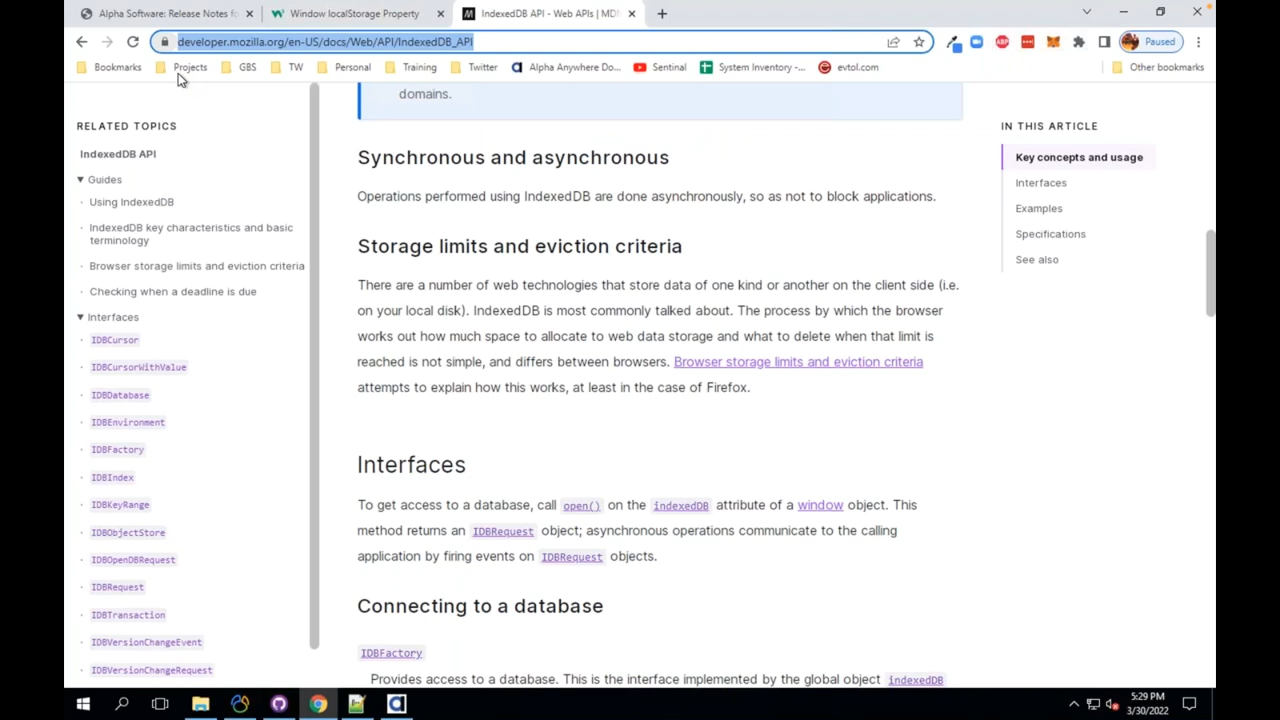 Alpha Software: Release Notes fo
Window localStorage Property
IndexedDB API - Web APIs | MDN
developer.mozilla.org/en-US/docs/Web/API/IndexedDB_API
Paused
Bookmarks
Projects
GBS
TW
Personal
Training
Twitter
Alpha Anywhere Do...
Sentinal
System Inventory -...
evtol.com
Other bookmarks
RELATED TOPICS
IndexedDB API
Guides
Using IndexedDB
IndexedDB key characteristics and basic
terminology
Browser storage limits and eviction criteria
Checking when a deadline is due
Interfaces
IDBCursor
IDBCursorWithValue
IDBDatabase
IDBEnvironment
IDBFactory
IDBIndex
IDBKeyRange
IDBObjectStore
IDBOpenDBRequest
IDBRequest
IDBTransaction
IDBVersionChangeEvent
IDBVersionChangeRequest
domains.
Synchronous and asynchronous
Operations performed using IndexedDB are done asynchronously, so as not to block applications.
Storage limits and eviction criteria
There are a number of web technologies that store data of one kind or another on the client side (i.e.
on your local disk). IndexedDB is most commonly talked about. The process by which the browser
works out how much space to allocate to web data storage and what to delete when that limit is
reached is not simple, and differs between browsers. Browser storage limits and eviction criteria
attempts to explain how this works, at least in the case of Firefox.
Interfaces
To get access to a database, call open() on the indexedDB attribute of a window object. This
method returns an IDBRequest object; asynchronous operations communicate to the calling
application by firing events on IDBRequest objects.
Connecting to a database
IDBFactory
Provides access to a database. This is the interface implemented by the global object indexedDB
IN THIS ARTICLE
Key concepts and usage
Interfaces
Examples
Specifications
See also
5:29 PM
3/30/2022